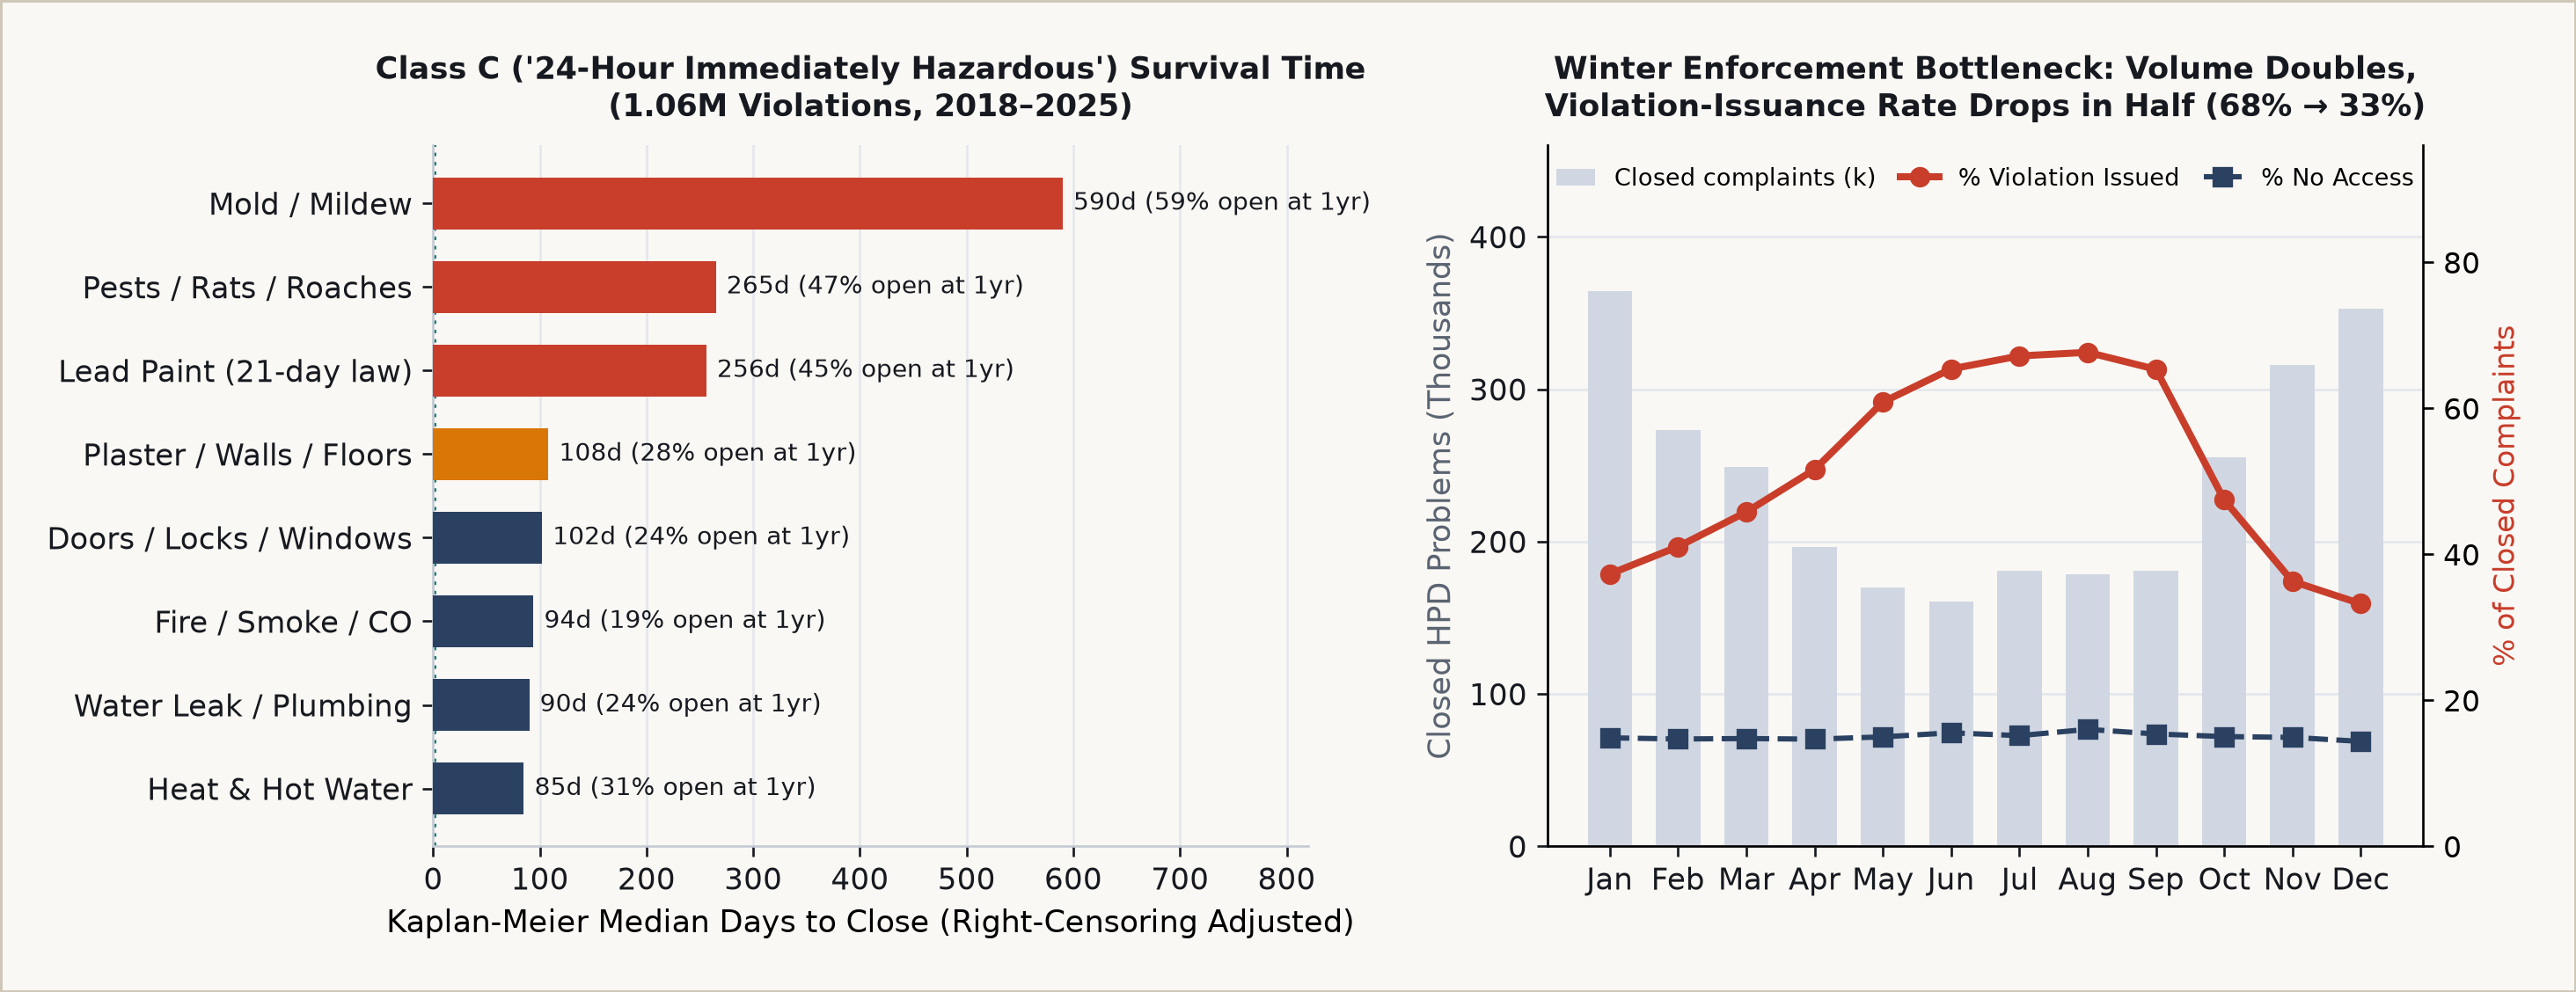 Class C ('24-Hour Immediately Hazardous') Survival Time
(1.06M Violations, 2018–2025)
Mold / Mildew
590d (59% open at 1yr)
Pests / Rats / Roaches
265d (47% open at 1yr)
Lead Paint (21-day law)
256d (45% open at 1yr)
Plaster / Walls / Floors
108d (28% open at 1yr)
Doors / Locks / Windows
102d (24% open at 1yr)
Fire / Smoke / CO
94d (19% open at 1yr)
Water Leak / Plumbing
90d (24% open at 1yr)
Heat & Hot Water
85d (31% open at 1yr)
0 100 200 300 400 500 600 700 800
Kaplan-Meier Median Days to Close (Right-Censoring Adjusted)
Winter Enforcement Bottleneck: Volume Doubles,
Violation-Issuance Rate Drops in Half (68% → 33%)
Closed complaints (k) % Violation Issued % No Access
Closed HPD Problems (Thousands)
400
300
200
100
0
80
60
40
20
0
% of Closed Complaints
Jan Feb Mar Apr May Jun Jul Aug Sep Oct Nov Dec